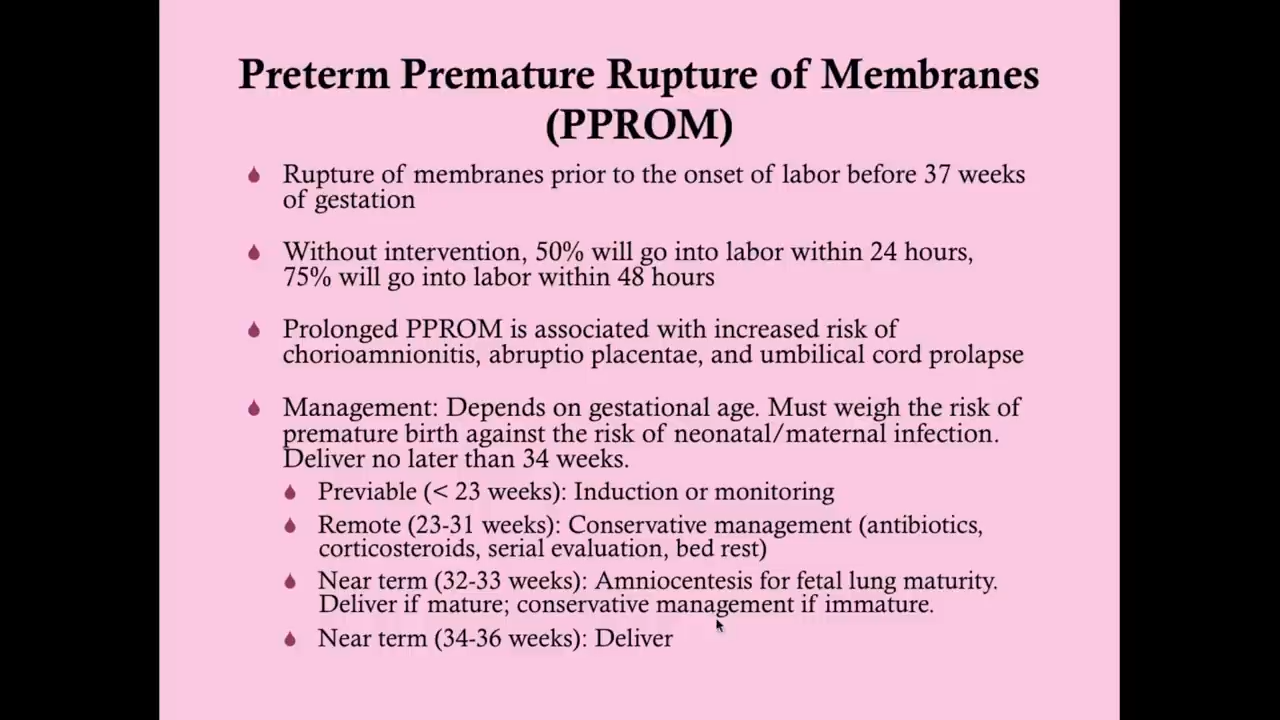 Preterm Premature Rupture of Membranes
(PPROM)
Rupture of membranes prior to the onset of labor before 37 weeks
of gestation
Without intervention, 50% will go into labor within 24 hours,
75% will go into labor within 48 hours
Prolonged PPROM is associated with increased risk of
chorioamnionitis, abruptio placentae, and umbilical cord prolapse
Management: Depends on gestational age. Must weigh the risk of
premature birth against the risk of neonatal/maternal infection.
Deliver no later than 34 weeks.
Previable (< 23 weeks): Induction or monitoring
Remote (23-31 weeks): Conservative management (antibiotics,
corticosteroids, serial evaluation, bed rest)
Near term (32-33 weeks): Amniocentesis for fetal lung maturity.
Deliver if mature; conservative management if immature.
Near term (34-36 weeks): Deliver